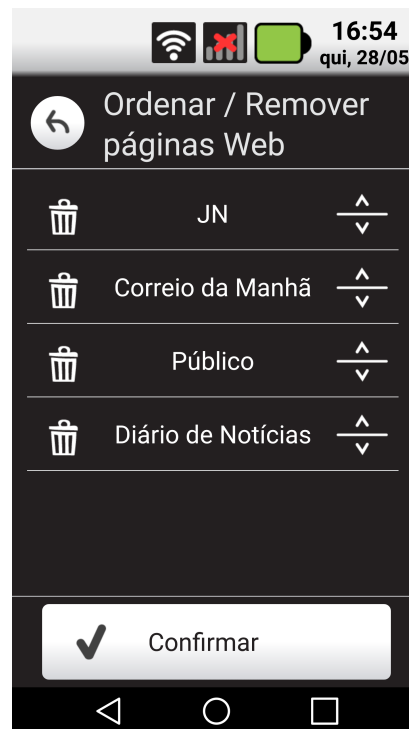 16:54
qui, 28/05
Ordenar / Remover
páginas Web
JN
Correio da Manhã
Público
Diário de Notícias
Confirmar